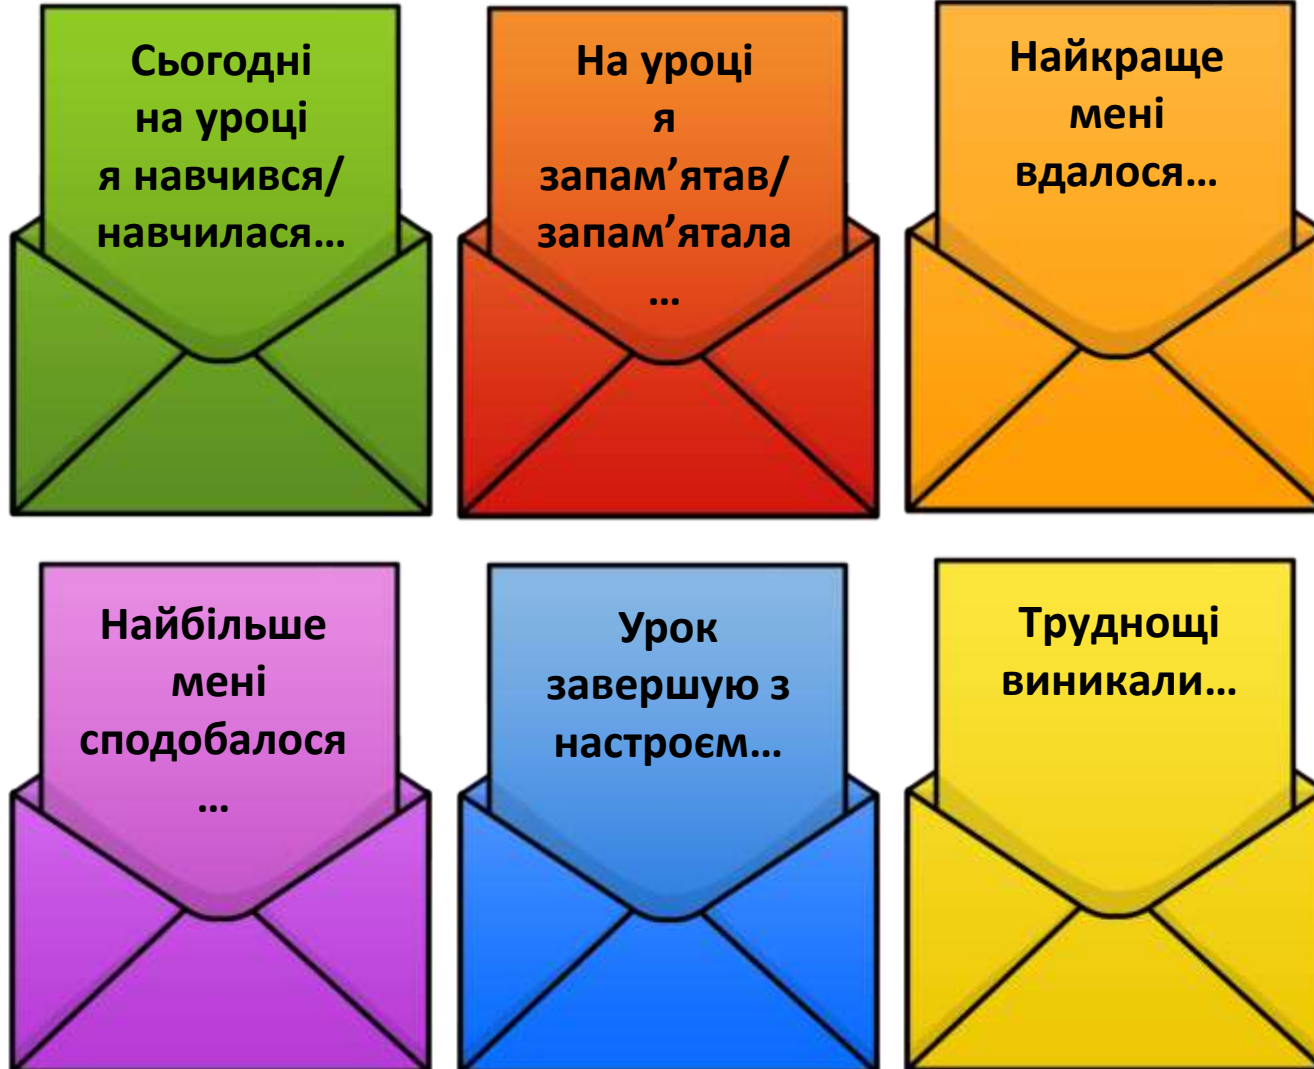 Сьогодні
на уроці
я навчився/
навчилася…
На уроці
я
запам’ятав/
запам’ятала
…
Найкраще
мені
вдалося…
Найбільше
мені
сподобалося
…
Урок
завершую з
настроєм…
Труднощі
виникали…